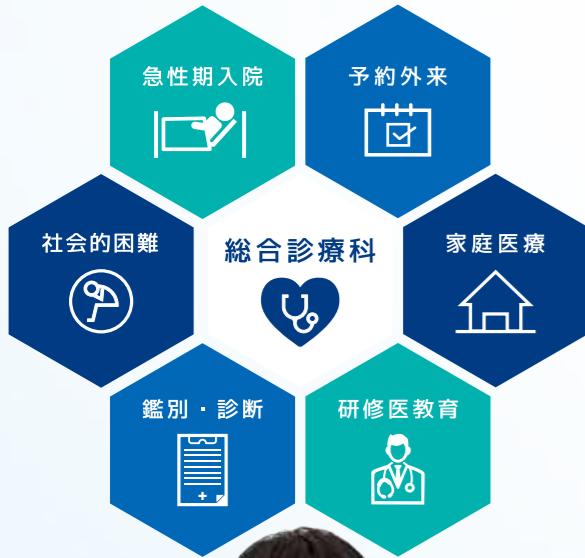 急性期入院
予約外来
社会的困難
総合診療科
家庭医療
鑑別・診断
研修医教育